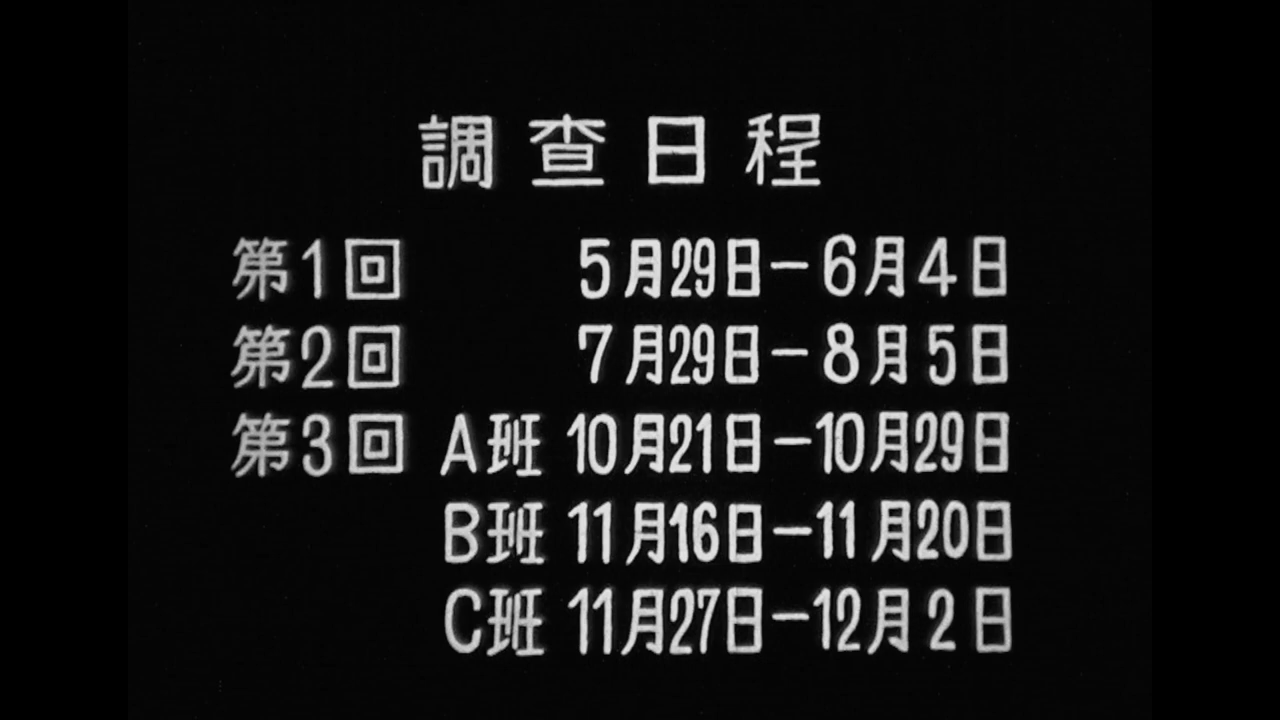 調査日程
第1回 5月29日－6月4日
第2回 7月29日－8月5日
第3回 A班 10月21日－10月29日
B班 11月16日－11月20日
C班 11月27日－12月2日